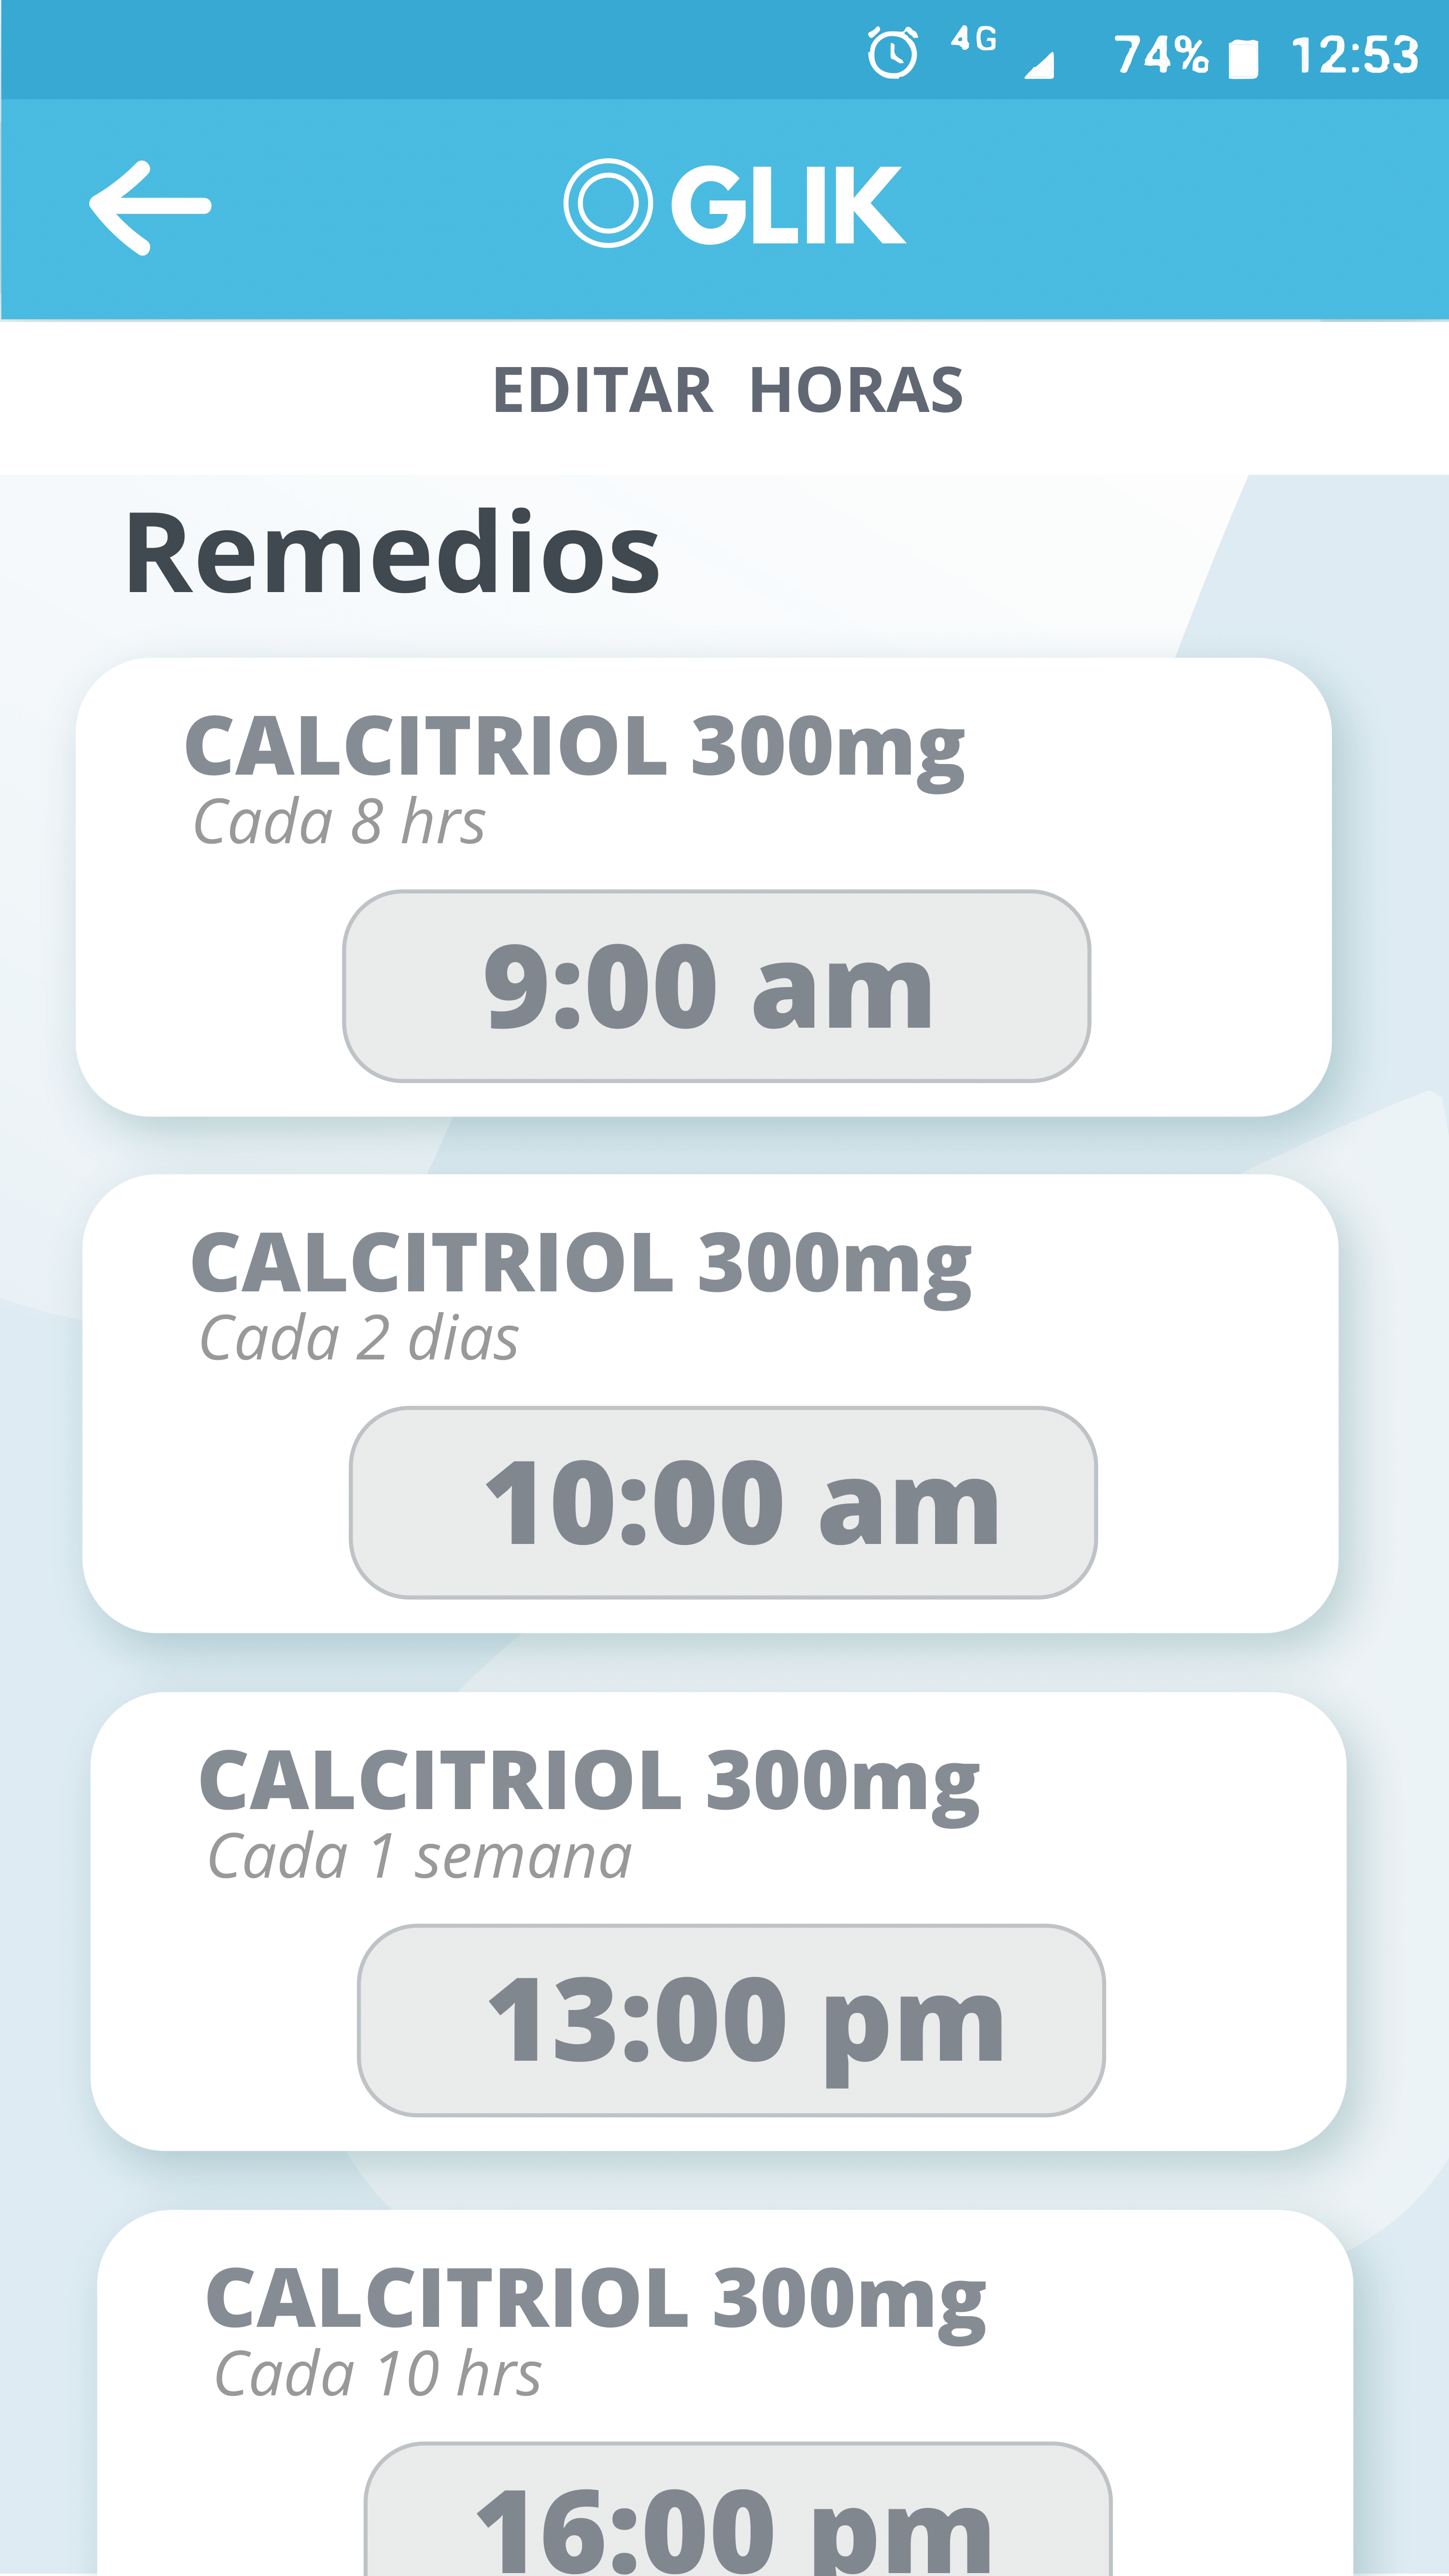 4G 74% 12:53
GLIK
EDITAR HORAS
Remedios
CALCITRIOL 300mg
Cada 8 hrs
9:00 am
CALCITRIOL 300mg
Cada 2 dias
10:00 am
CALCITRIOL 300mg
Cada 1 semana
13:00 pm
CALCITRIOL 300mg
Cada 10 hrs
16:00 pm